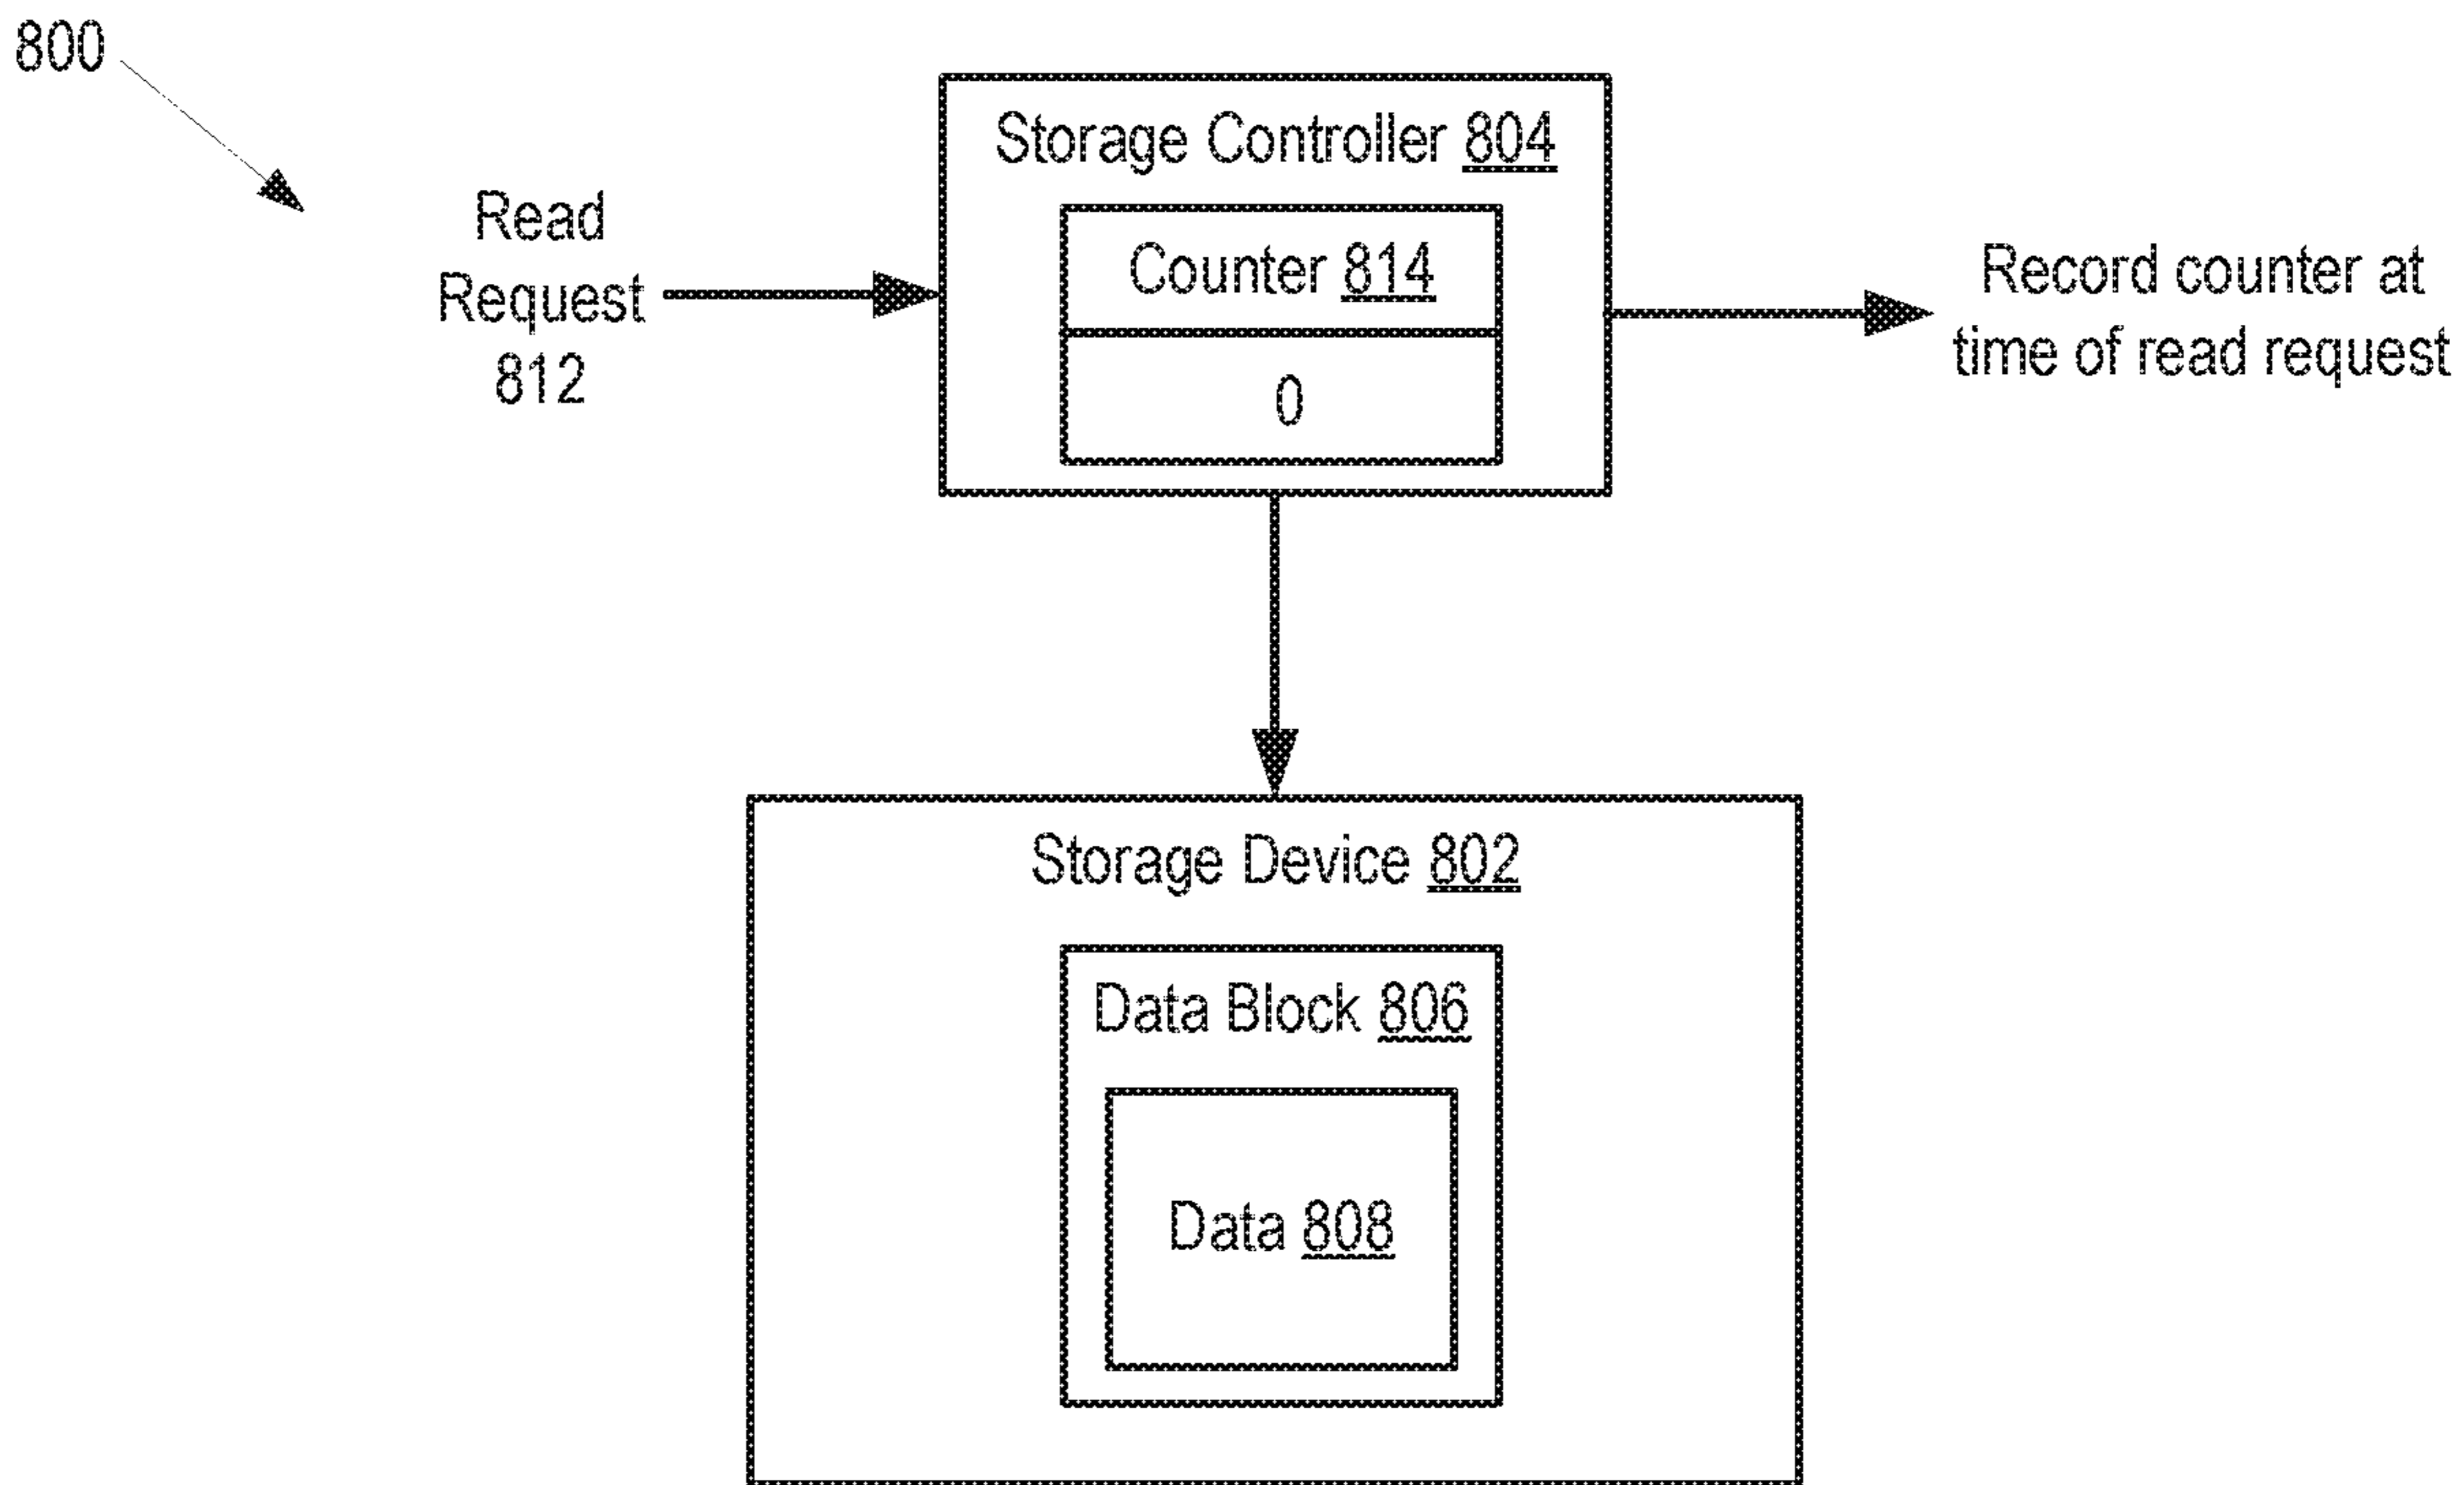 800
Storage Controller 804
Read
Request
812
Counter 814
0
Record counter at
time of read request
Storage Device 802
Data Block 806
Data 808